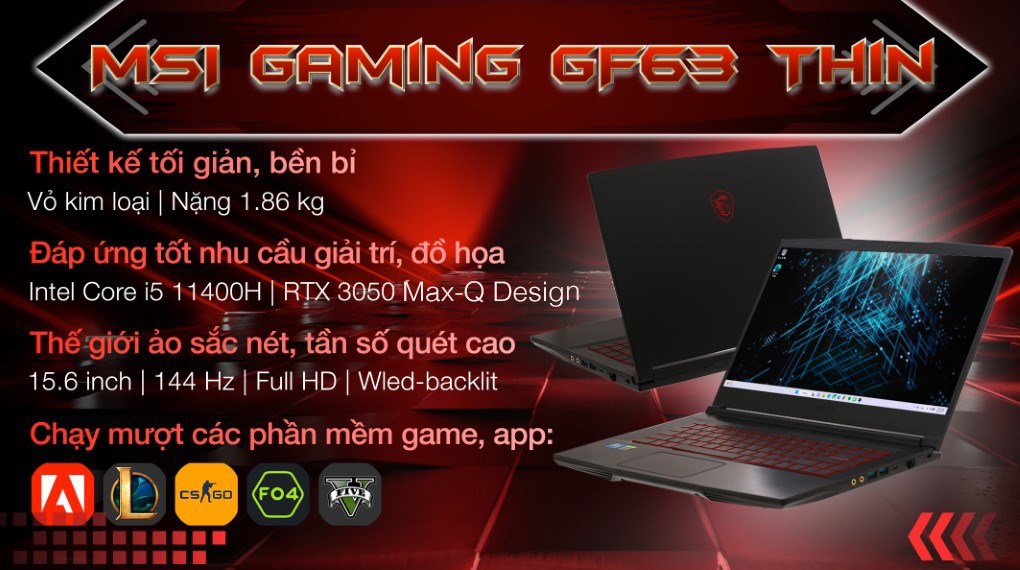 MSI GAMING GF63 THIN
Thiết kế tối giản, bền bỉ
Vỏ kim loại | Nặng 1.86 kg
Đáp ứng tốt nhu cầu giải trí, đồ họa
Intel Core i5 11400H | RTX 3050 Max-Q Design
Thế giới ảo sắc nét, tần số quét cao
15.6 inch | 144 Hz | Full HD | Wled-backlit
Chạy mượt các phần mềm game, app:
L CS GO FO4 V FIVE